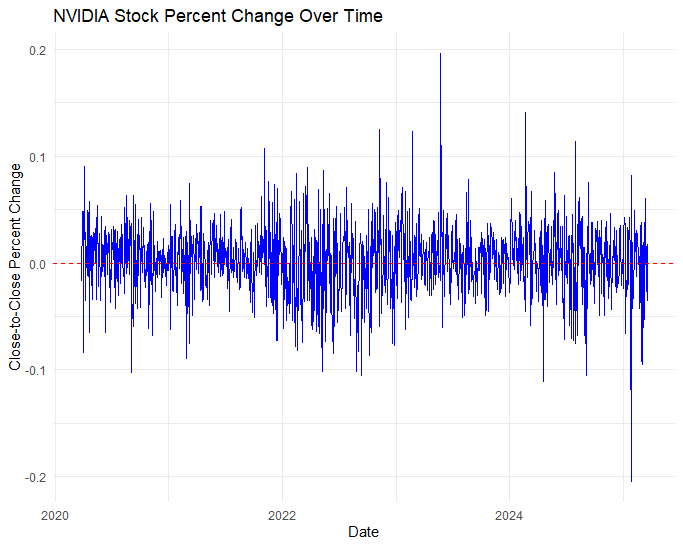 NVIDIA Stock Percent Change Over Time
Close-to-Close Percent Change
0.2
0.1
0.0
-0.1
-0.2
2020
2022
2024
Date